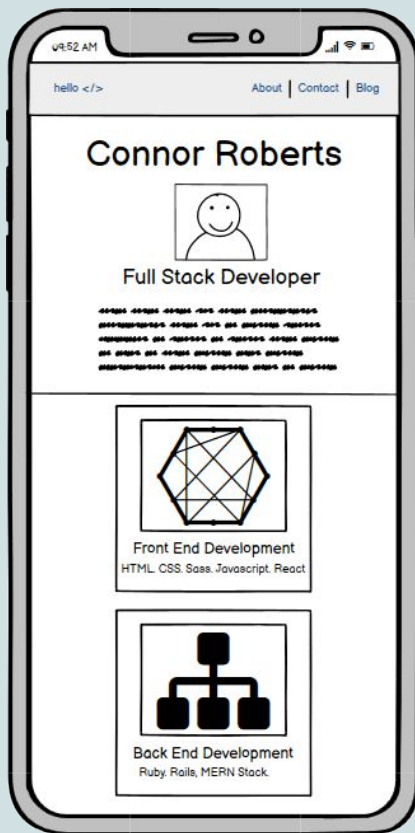 09:52 AM
hello </>
About | Contact | Blog
Connor Roberts
Full Stack Developer
Front End Development
HTML. CSS. Sass. Javascript. React
Back End Development
Ruby. Rails, MERN Stack.